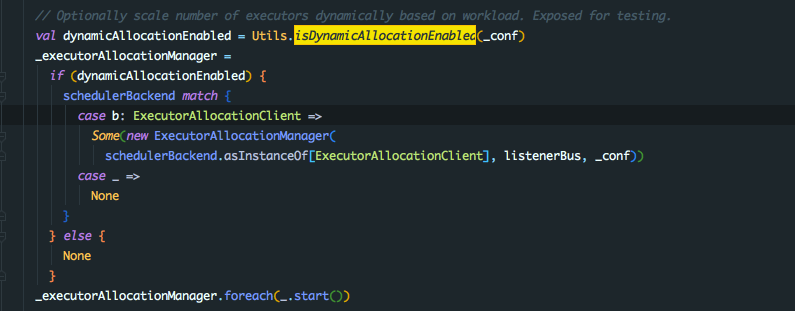 // Optionally scale number of executors dynamically based on workload. Exposed for testing.
val dynamicAllocationEnabled = Utils.isDynamicAllocationEnabled(_conf)
_executorAllocationManager =
if (dynamicAllocationEnabled) {
schedulerBackend match {
case b: ExecutorAllocationClient =>
Some(new ExecutorAllocationManager(
schedulerBackend.asInstanceOf[ExecutorAllocationClient], listenerBus, _conf))
case _ =>
None
}
} else {
None
}
_executorAllocationManager.foreach(_.start())